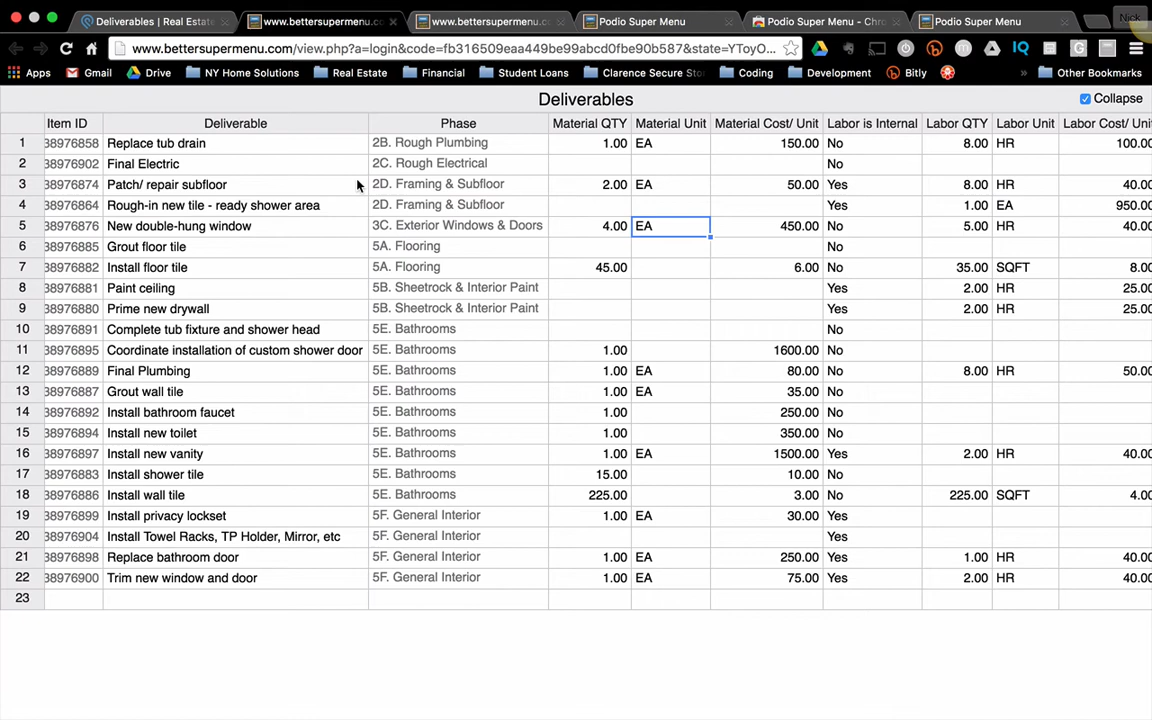 Deliverables | Real Estate
www.bettersupermenu.co
www.bettersupermenu.c
Podio Super Menu
Podio Super Menu - Chro
Podio Super Menu
Nick
www.bettersupermenu.com/view.php?a=login&code=fb316509eaa449be99abcd0fbe90b587&state=YToyO...
Apps Gmail Drive NY Home Solutions Real Estate Financial Student Loans Clarence Secure Stor Coding Development Bitly » Other Bookmarks
Deliverables
Collapse
Item ID Deliverable Phase Material QTY Material Unit Material Cost/ Unit Labor is Internal Labor QTY Labor Unit Labor Cost/ Uni
1 38976858 Replace tub drain 2B. Rough Plumbing 1.00 EA 150.00 No 8.00 HR 100.00
2 38976902 Final Electric 2C. Rough Electrical No
3 38976874 Patch/ repair subfloor 2D. Framing & Subfloor 2.00 EA 50.00 Yes 8.00 HR 40.00
4 38976864 Rough-in new tile - ready shower area 2D. Framing & Subfloor Yes 1.00 EA 950.00
5 38976876 New double-hung window 3C. Exterior Windows & Doors 4.00 EA 450.00 No 5.00 HR 40.00
6 38976885 Grout floor tile 5A. Flooring No
7 38976882 Install floor tile 5A. Flooring 45.00 6.00 No 35.00 SQFT 8.00
8 38976881 Paint ceiling 5B. Sheetrock & Interior Paint Yes 2.00 HR 25.00
9 38976880 Prime new drywall 5B. Sheetrock & Interior Paint Yes 2.00 HR 25.00
10 38976891 Complete tub fixture and shower head 5E. Bathrooms No
11 38976895 Coordinate installation of custom shower door 5E. Bathrooms 1.00 1600.00 No
12 38976889 Final Plumbing 5E. Bathrooms 1.00 EA 80.00 No 8.00 HR 50.00
13 38976887 Grout wall tile 5E. Bathrooms 1.00 EA 35.00 No
14 38976892 Install bathroom faucet 5E. Bathrooms 1.00 250.00 No
15 38976894 Install new toilet 5E. Bathrooms 1.00 350.00 No
16 38976897 Install new vanity 5E. Bathrooms 1.00 EA 1500.00 Yes 2.00 HR 40.00
17 38976883 Install shower tile 5E. Bathrooms 15.00 10.00 No
18 38976886 Install wall tile 5E. Bathrooms 225.00 3.00 No 225.00 SQFT 4.00
19 38976899 Install privacy lockset 5F. General Interior 1.00 EA 30.00 Yes
20 38976904 Install Towel Racks, TP Holder, Mirror, etc 5F. General Interior Yes
21 38976898 Replace bathroom door 5F. General Interior 1.00 EA 250.00 Yes 1.00 HR 40.00
22 38976900 Trim new window and door 5F. General Interior 1.00 EA 75.00 Yes 2.00 HR 40.00
23